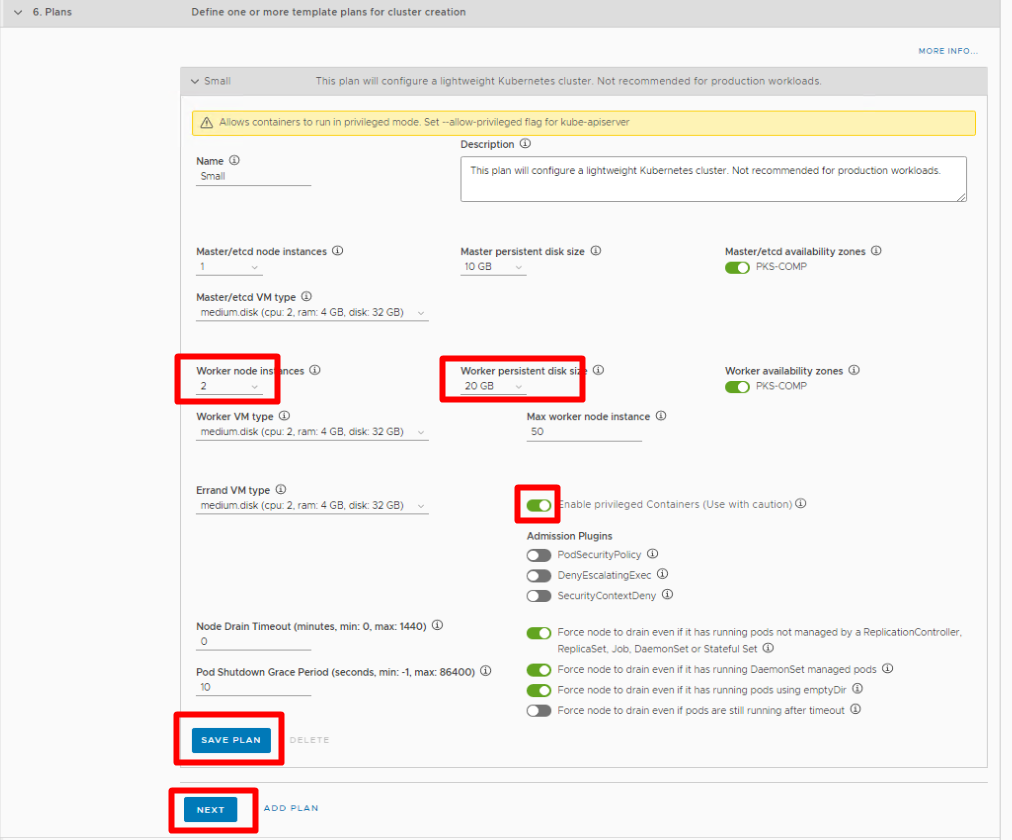 6. Plans Define one or more template plans for cluster creation
MORE INFO...
Small This plan will configure a lightweight Kubernetes cluster. Not recommended for production workloads.
Allows containers to run in privileged mode. Set --allow-privileged flag for kube-apiserver
Description
Name
Small
This plan will configure a lightweight Kubernetes cluster. Not recommended for production workloads.
Master/etcd node instances Master persistent disk size Master/etcd availability zones
1 10 GB PKS-COMP
Master/etcd VM type
medium.disk (cpu: 2, ram: 4 GB, disk: 32 GB)
Worker node instances Worker persistent disk size Worker availability zones
2 20 GB PKS-COMP
Worker VM type Max worker node instance
medium.disk (cpu: 2, ram: 4 GB, disk: 32 GB) 50
Errand VM type
medium.disk (cpu: 2, ram: 4 GB, disk: 32 GB) Enable privileged Containers (Use with caution)
Admission Plugins
PodSecurityPolicy
DenyEscalatingExec
SecurityContextDeny
Node Drain Timeout (minutes, min: 0, max: 1440)
0
Force node to drain even if it has running pods not managed by a ReplicationController,
ReplicaSet, Job, DaemonSet or Stateful Set
Pod Shutdown Grace Period (seconds, min: -1, max: 86400)
10
Force node to drain even if it has running DaemonSet managed pods
Force node to drain even if it has running pods using emptyDir
Force node to drain even if pods are still running after timeout
SAVE PLAN DELETE
NEXT ADD PLAN